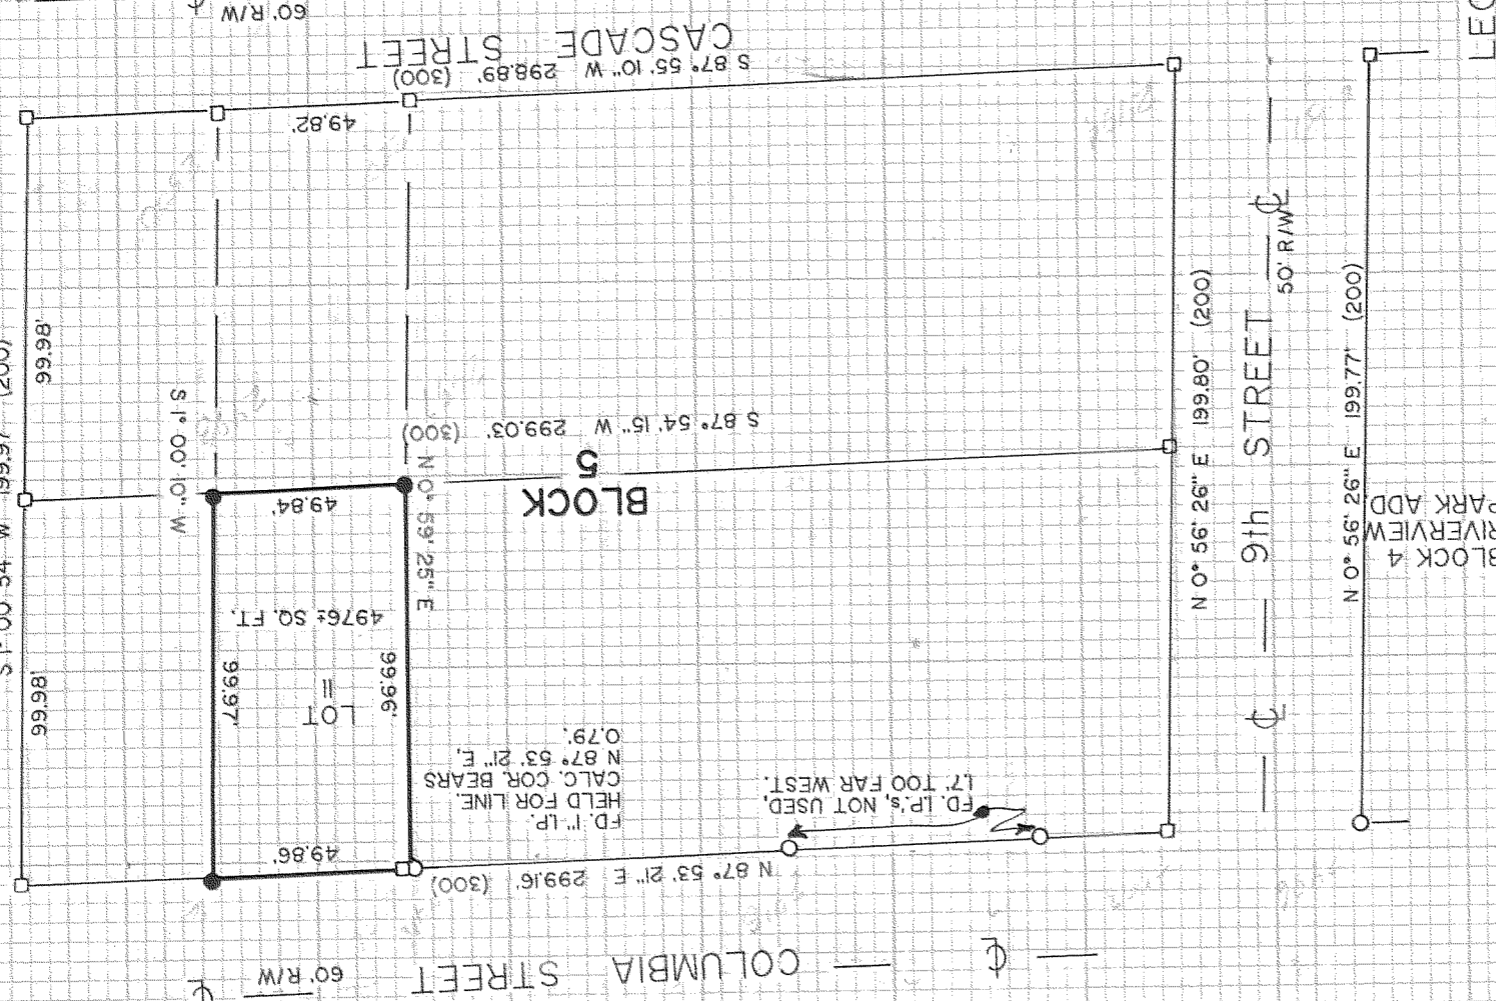 60' R/W
℄
COLUMBIA STREET
℄
N 87° 53' 21" E 299.16' (300)
49.86'
FD. I.P.'s, NOT USED,
1.7' TOO FAR WEST.
FD. 1" I.P.
HELD FOR LINE.
CALC. COR. BEARS
N 87° 53' 21" E,
0.79'.
LOT
11
99.97'
99.96'
99.98'
4976± SQ. FT.
49.84'
BLOCK
5
S 87° 54' 15" W 299.03' (300)
S 1° 00' 10" W
N 0° 59' 25" E
99.98'
49.82'
S 87° 55' 10" W 298.89' (300)
CASCADE STREET
60' R/W
℄
N 0° 56' 26" E 199.80' (200)
9th STREET
℄
℄
50' R/W
N 0° 56' 26" E 199.77' (200)
BLOCK 4
RIVERVIEW
PARK ADD.